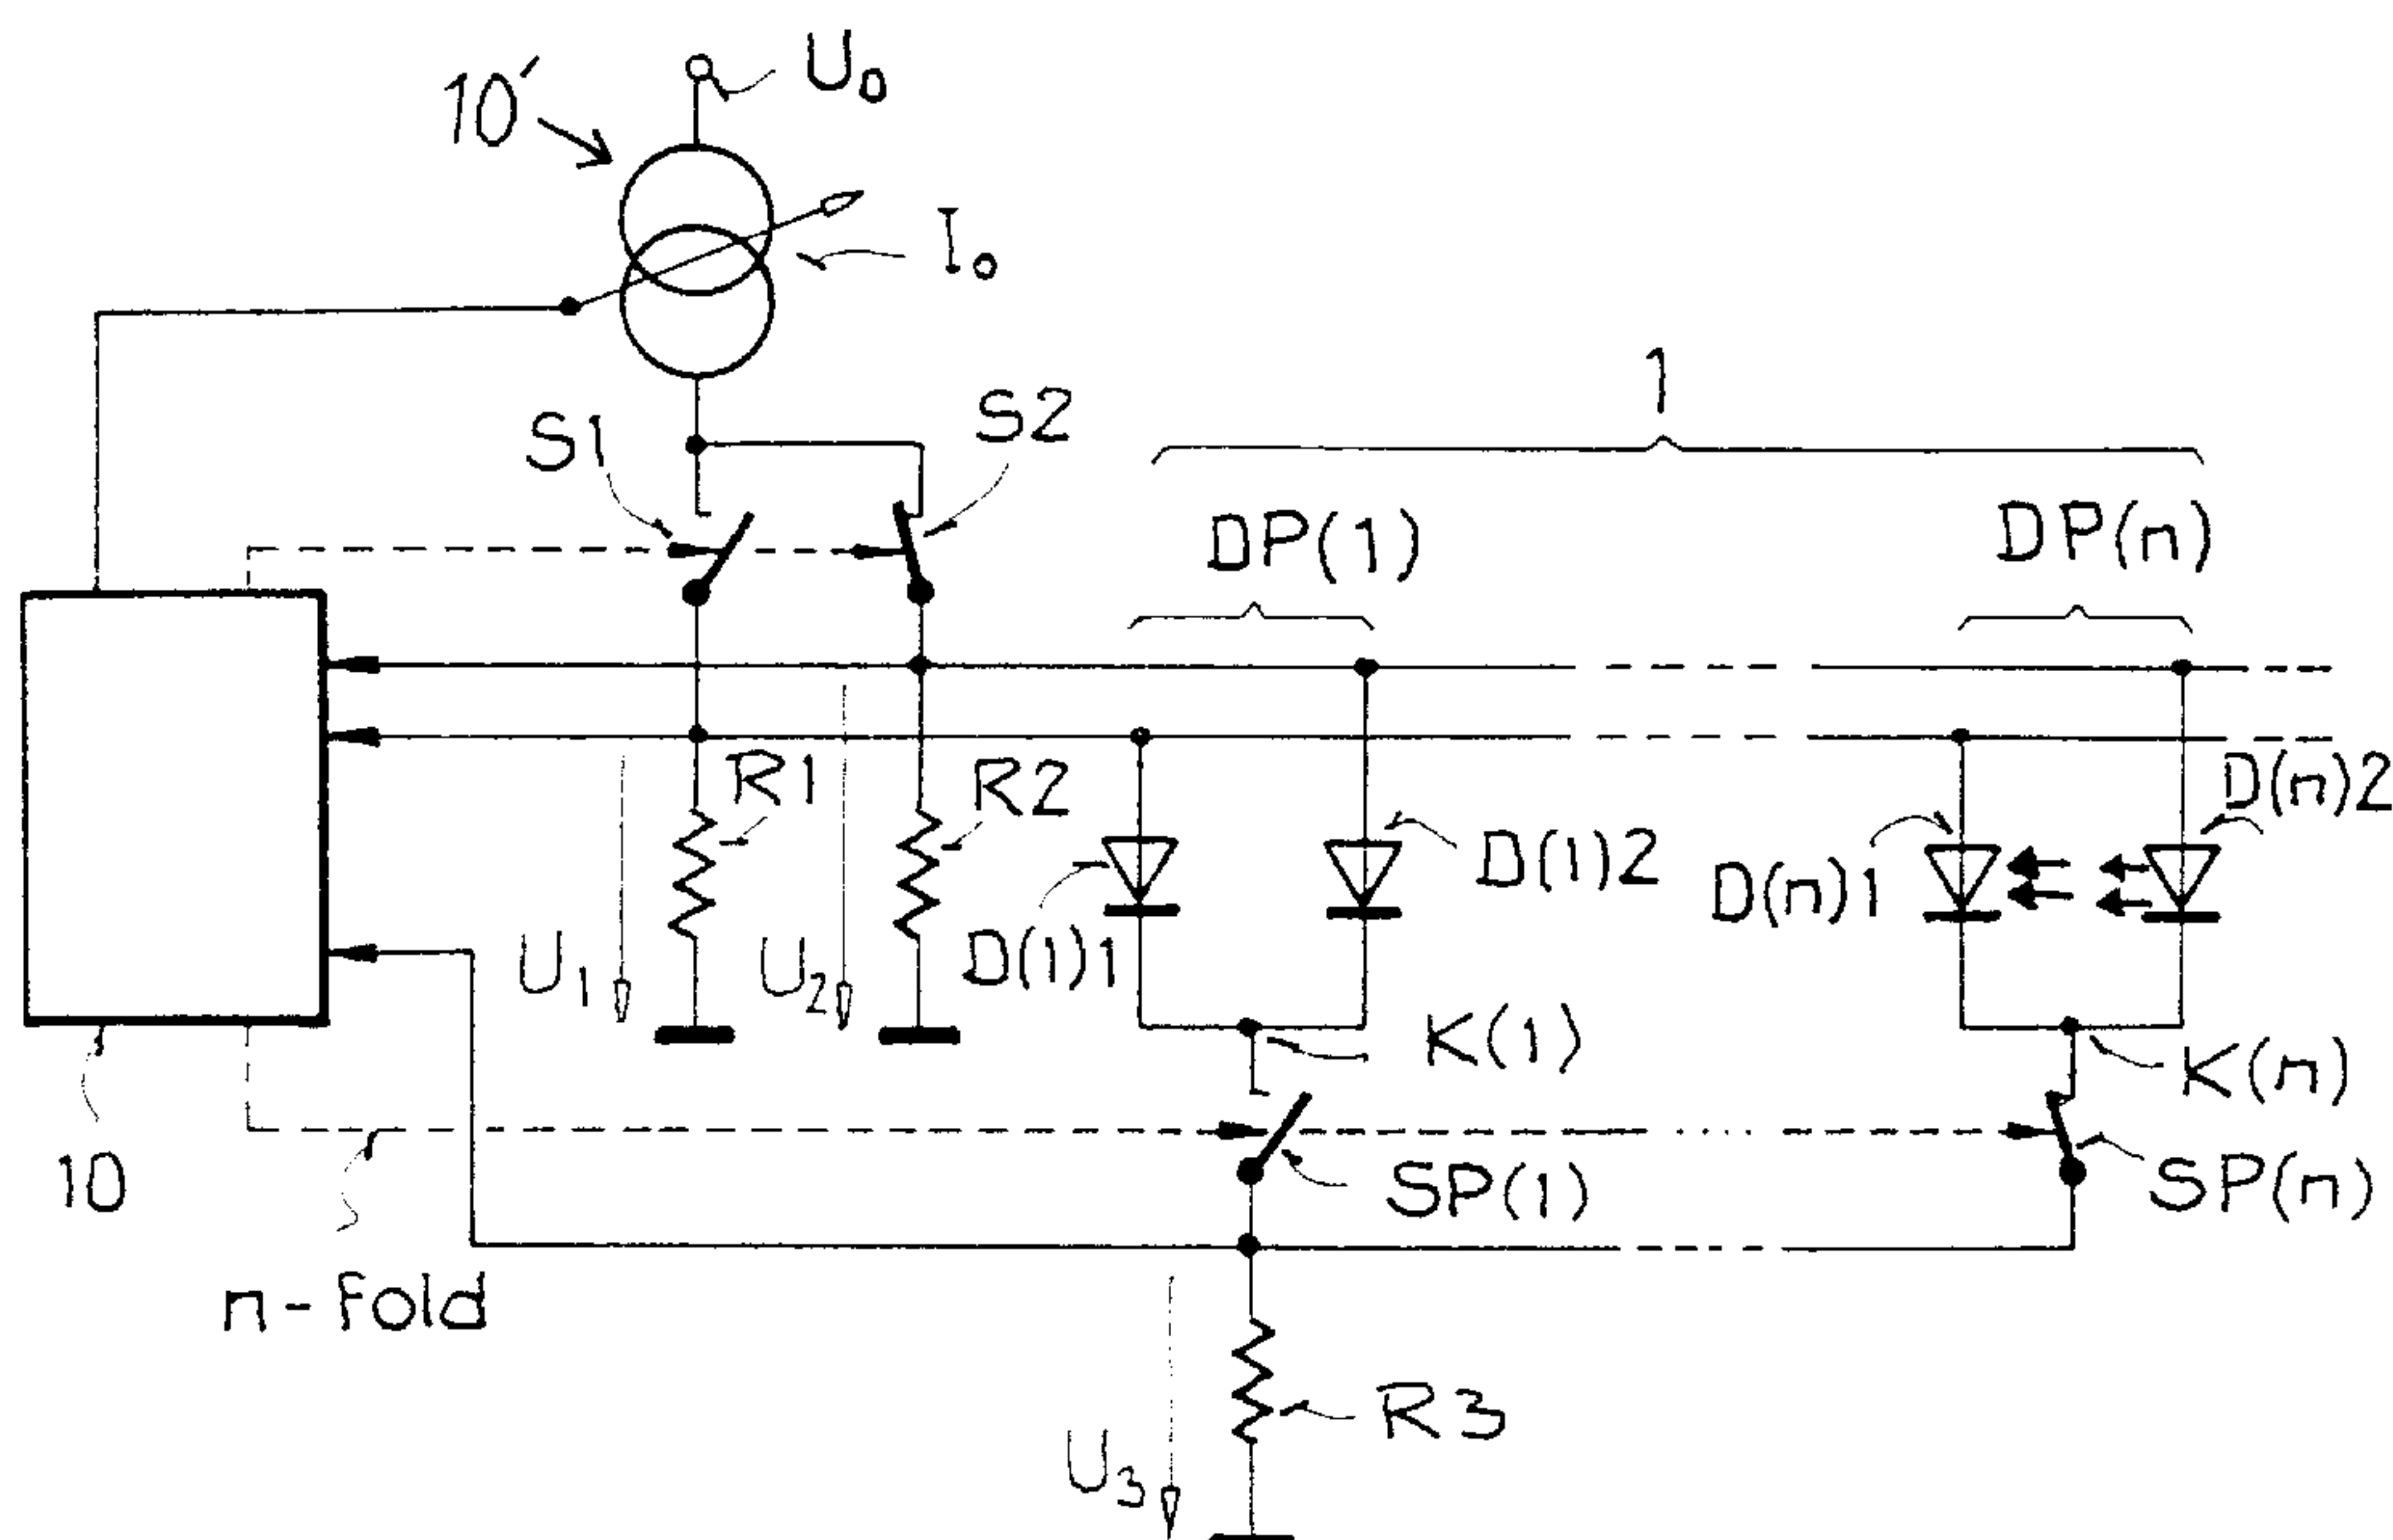 10′
U₀
I₀
S1
S2
1
DP(1)
DP(n)
R1
R2
D(n)2
D(1)2
D(n)1
U₁
U₂
D(1)1
K(1)
K(n)
10
SP(1)
SP(n)
n-fold
R3
U₃